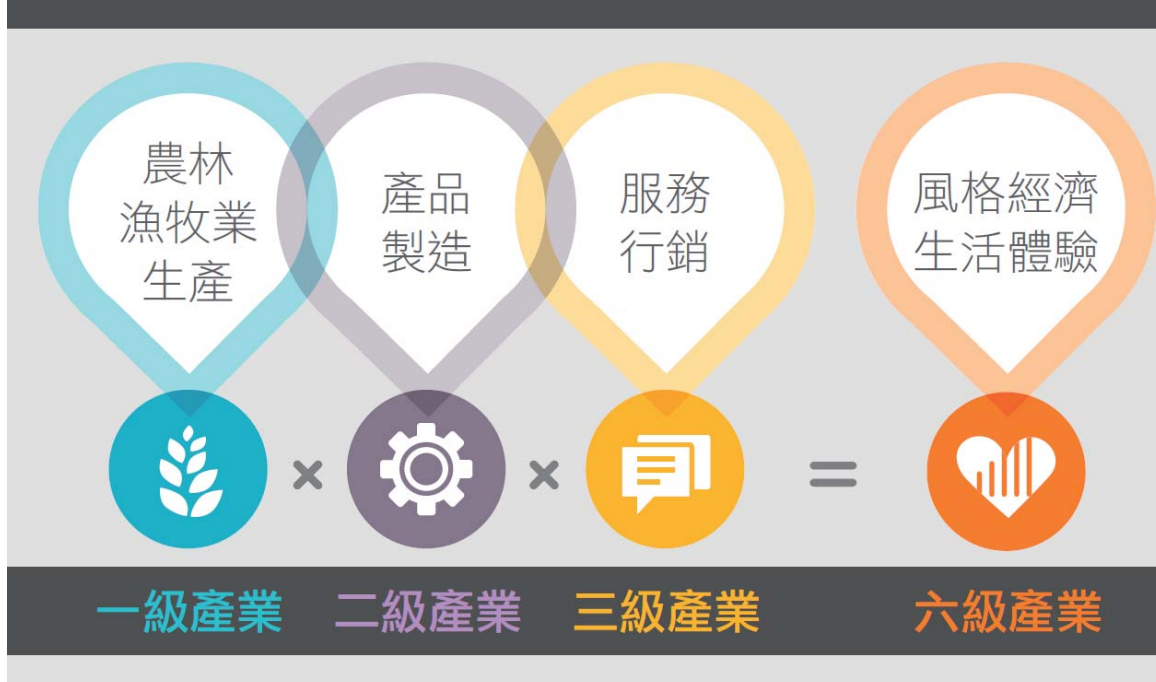 農林
漁牧業
生產
產品
製造
服務
行銷
風格經濟
生活體驗
× × =
一級產業 二級產業 三級產業 六級產業